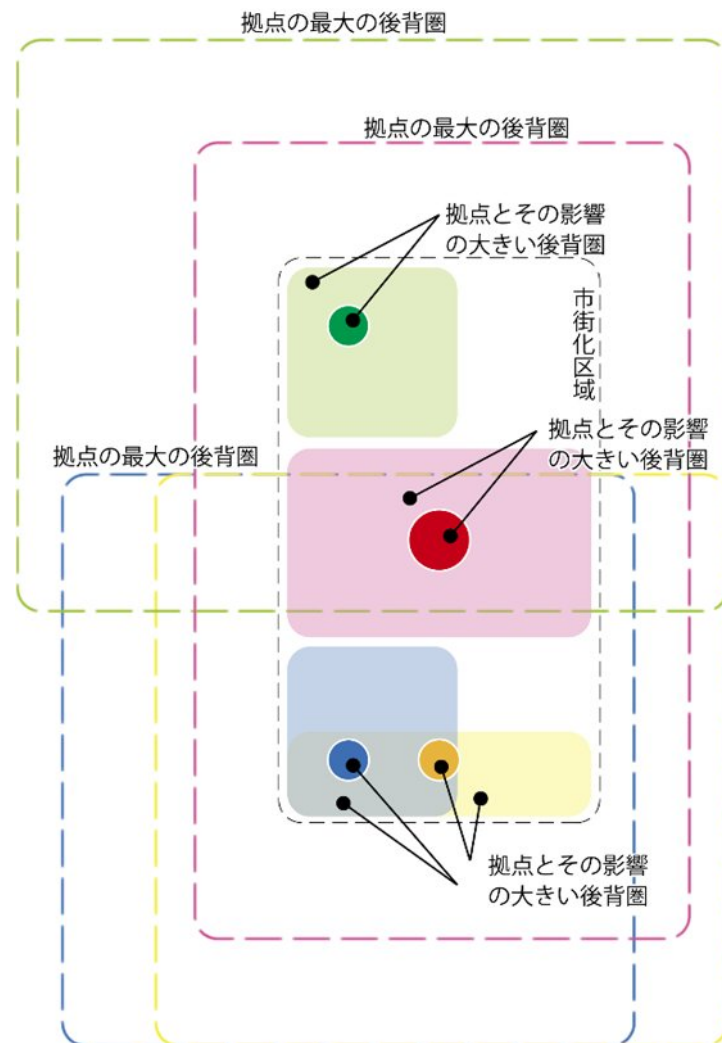 拠点の最大の後背圏
拠点の最大の後背圏
拠点とその影響
の大きい後背圏
市街化区域
拠点とその影響
の大きい後背圏
拠点の最大の後背圏
拠点とその影響
の大きい後背圏